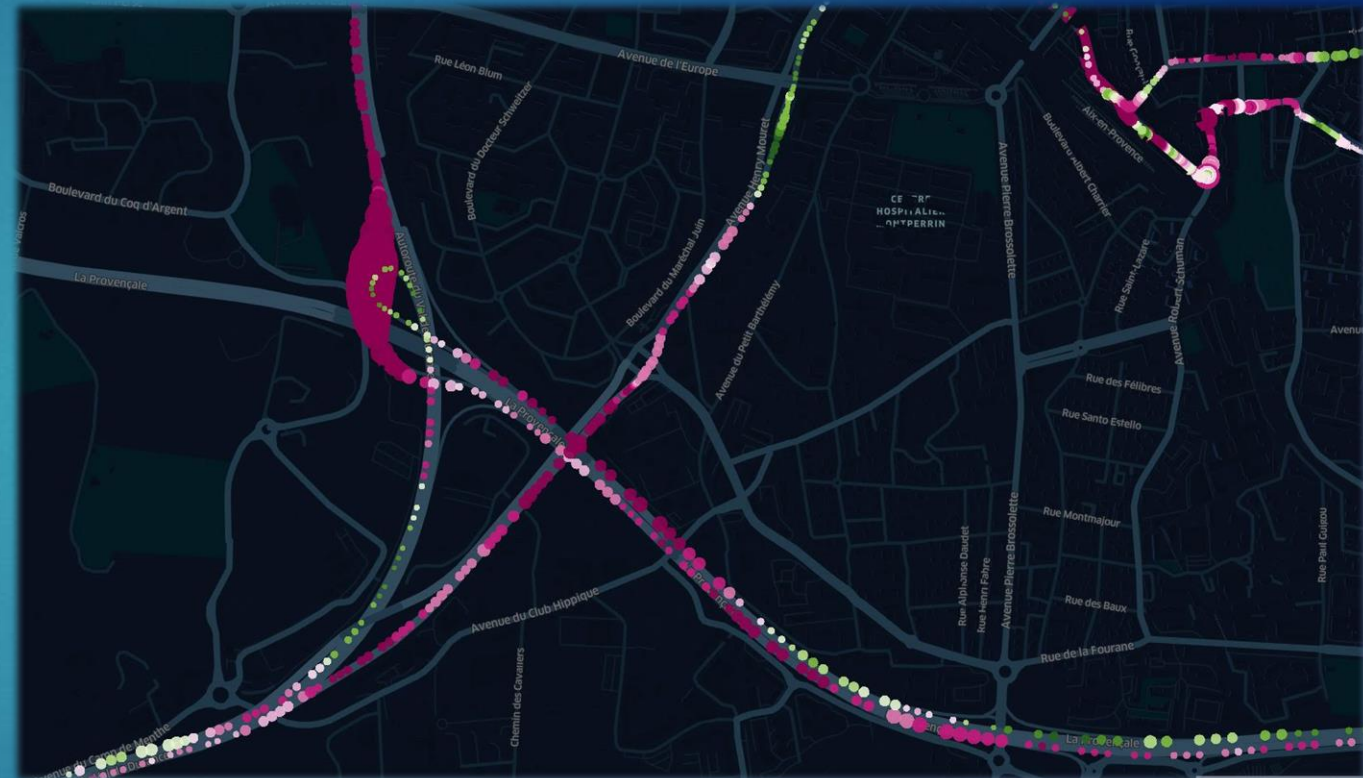 Rue Léon Blum
Avenue de l'Europe
Boulevard du Docteur Schweitzer
Avenue Henry Mouret
Aix-en-Provence
Boulevard Albert Charrier
Avenue Pierre Brossolette
Boulevard du Coq d'Argent
La Provençale
Boulevard du Maréchal Juin
Avenue du Petit Barthélémy
Rue Saint-Lazare
Avenue Robert Schuman
Rue des Félibres
Rue Santo Estello
La Provençale
Rue Montmajour
Avenue Pierre Brossolette
Rue Alphonse Daudet
Rue Henri Fabre
Rue Paul Guigou
Rue des Baux
Avenue du Club Hippique
Chemin des Cavaliers
Rue de la Fourane
La Provençale